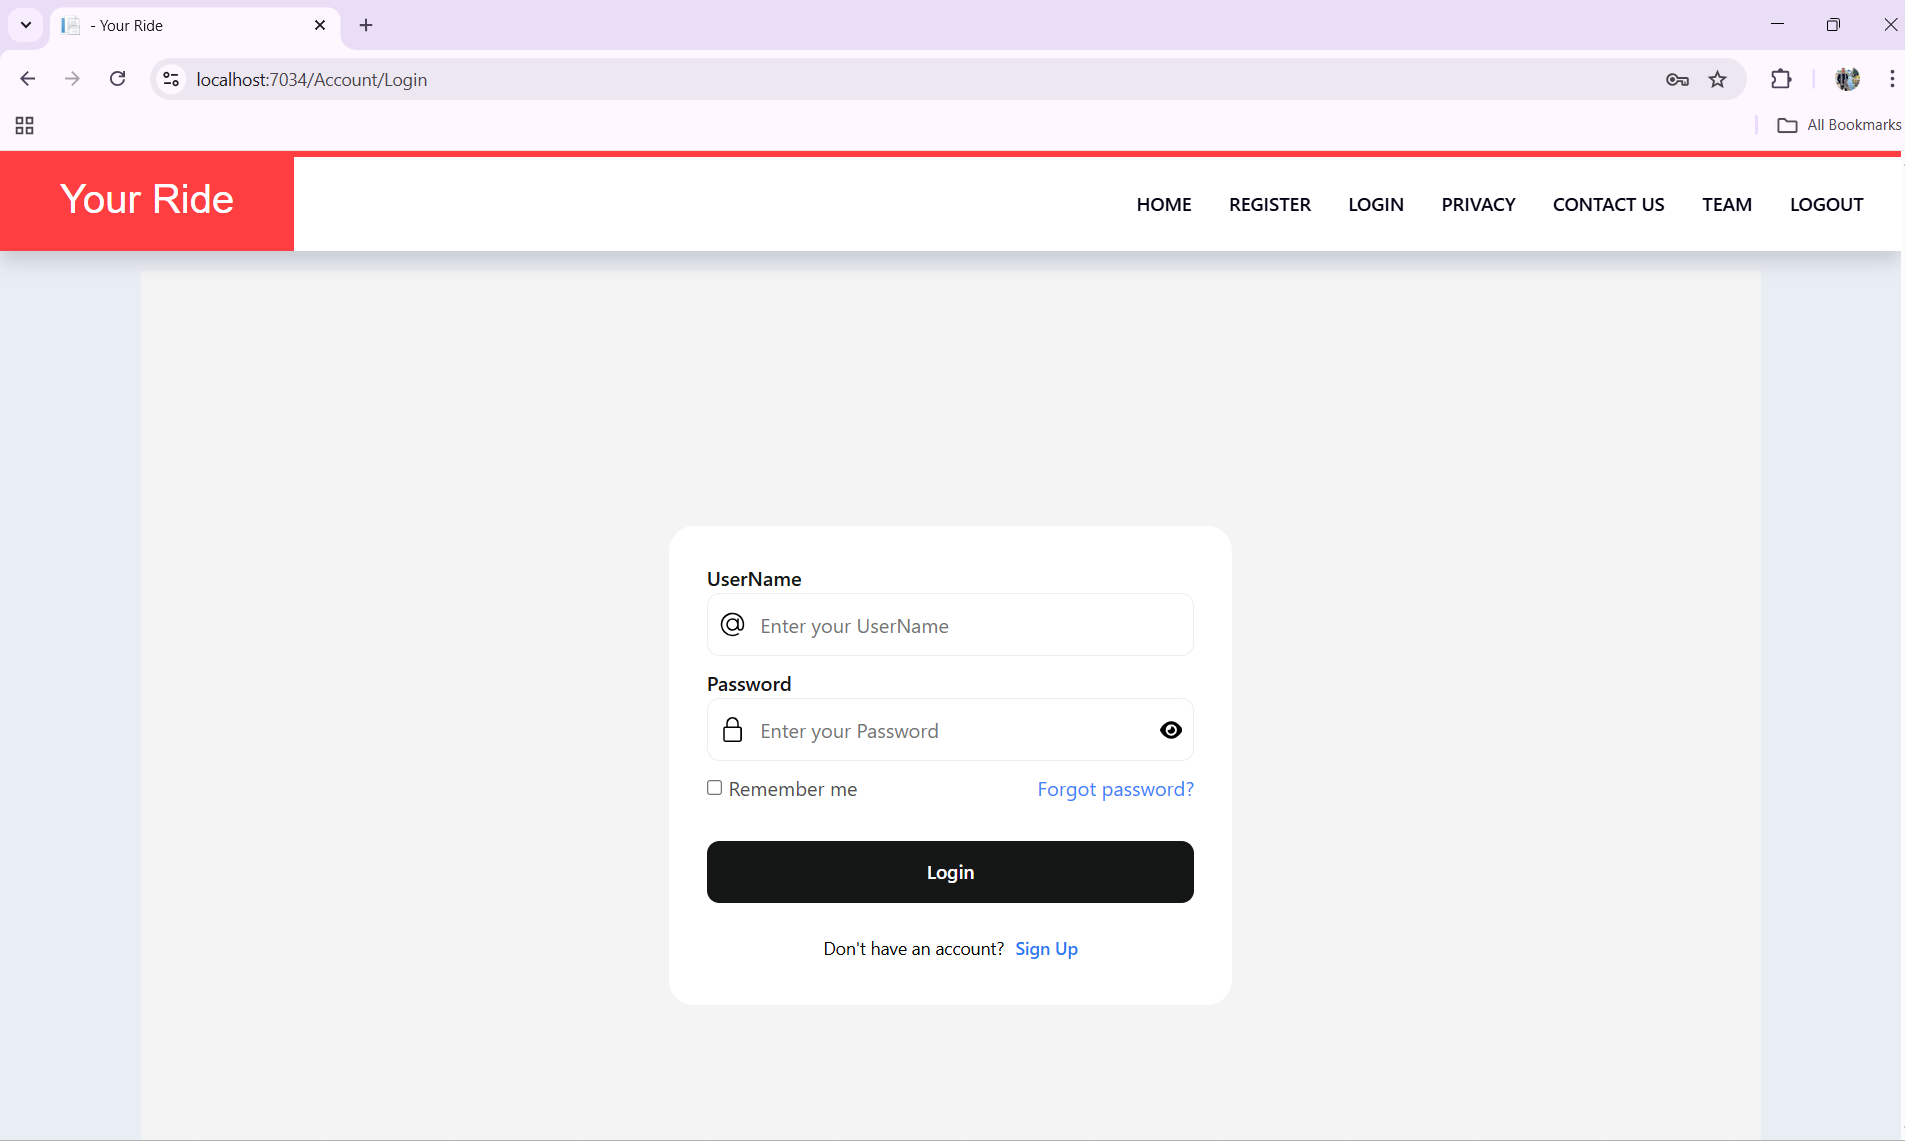 - Your Ride
localhost:7034/Account/Login
All Bookmarks
Your Ride
HOME REGISTER LOGIN PRIVACY CONTACT US TEAM LOGOUT
UserName
Enter your UserName
Password
Enter your Password
Remember me Forgot password?
Login
Don't have an account? Sign Up